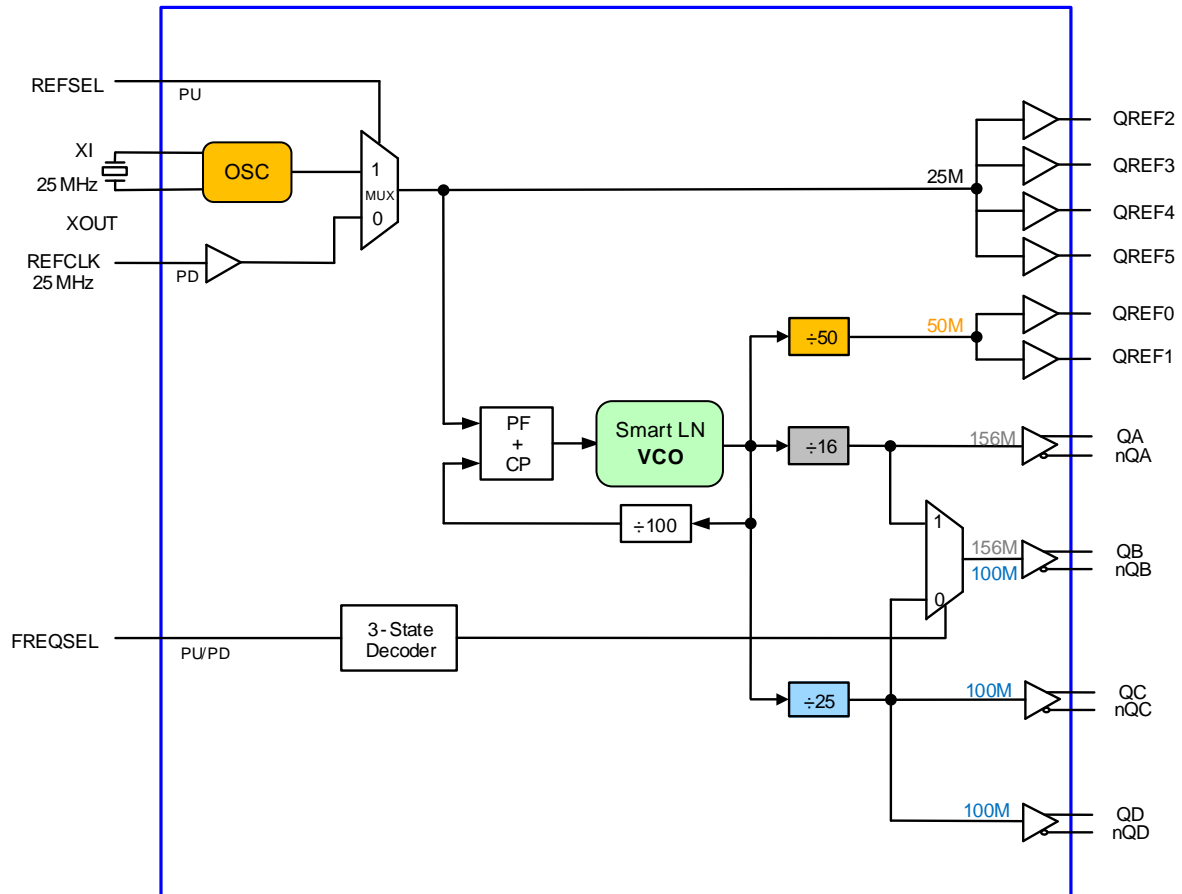 REFSEL
PU
XI
25 MHz
XOUT
OSC
1
MUX
0
REFCLK
25 MHz
PD
25M
QREF2
QREF3
QREF4
QREF5
÷50
50M
QREF0
QREF1
PF
+
CP
Smart LN
VCO
÷16
156M
QA
nQA
÷100
1
0
156M
100M
QB
nQB
FREQSEL
PU/PD
3-State
Decoder
÷25
100M
QC
nQC
100M
QD
nQD